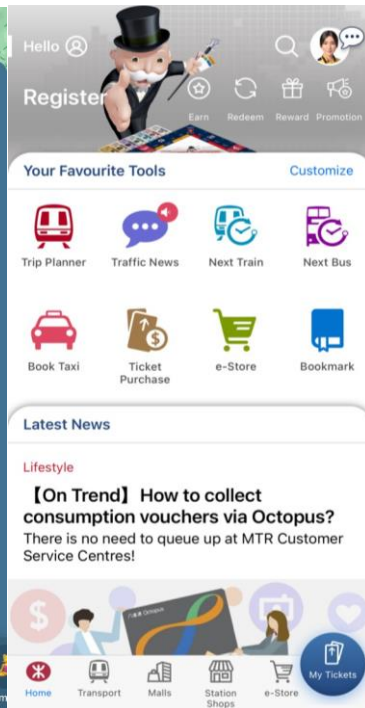 Hello
Register
Earn
Redeem
Reward
Promotion
Your Favourite Tools
Customize
Trip Planner
Traffic News
Next Train
Next Bus
Book Taxi
Ticket
Purchase
e-Store
Bookmark
Latest News
Lifestyle
【On Trend】How to collect
consumption vouchers via Octopus?
There is no need to queue up at MTR Customer
Service Centres!
Octopus
My Tickets
Home
Transport
Malls
Station
Shops
e-Store